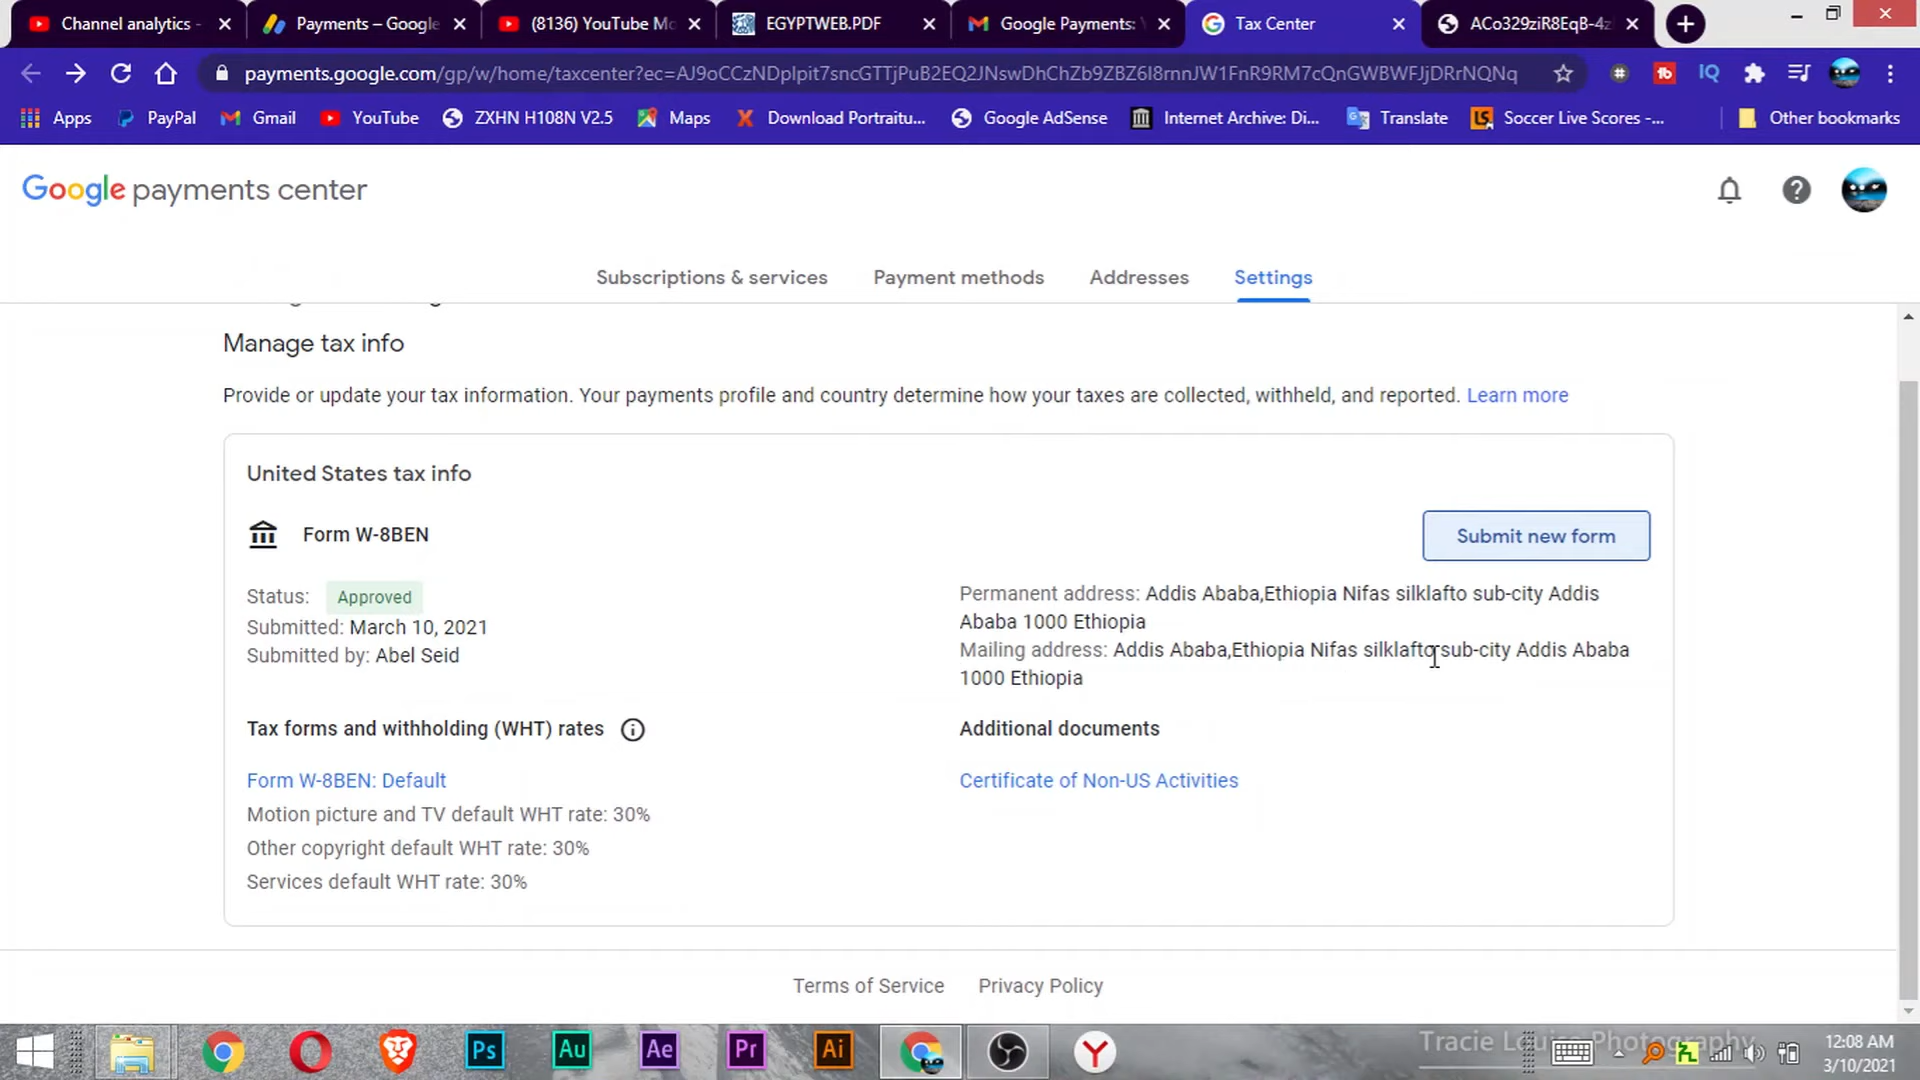 Channel analytics -
Payments – Google
(8136) YouTube Mo
EGYPTWEB.PDF
Google Payments:
Tax Center
ACo329ziR8EqB-4z
payments.google.com/gp/w/home/taxcenter?ec=AJ9oCCzNDpIpit7sncGTTjPuB2EQ2JNswDhChZb9ZBZ6I8rnnJW1FnR9RM7cQnGWBWFJjDRrNQNq
Apps
PayPal
Gmail
YouTube
ZXHN H108N V2.5
Maps
Download Portraitu...
Google AdSense
Internet Archive: Di...
Translate
Soccer Live Scores -...
Other bookmarks
Google payments center
Subscriptions & services
Payment methods
Addresses
Settings
Manage tax info
Provide or update your tax information. Your payments profile and country determine how your taxes are collected, withheld, and reported. Learn more
United States tax info
Form W-8BEN
Submit new form
Status: Approved
Submitted: March 10, 2021
Submitted by: Abel Seid
Permanent address: Addis Ababa,Ethiopia Nifas silklafto sub-city Addis
Ababa 1000 Ethiopia
Mailing address: Addis Ababa,Ethiopia Nifas silklafto sub-city Addis Ababa
1000 Ethiopia
Tax forms and withholding (WHT) rates
Form W-8BEN: Default
Motion picture and TV default WHT rate: 30%
Other copyright default WHT rate: 30%
Services default WHT rate: 30%
Additional documents
Certificate of Non-US Activities
Terms of Service
Privacy Policy
Ps
Au
Ae
Pr
Ai
Tracie Photography
12:08 AM
3/10/2021